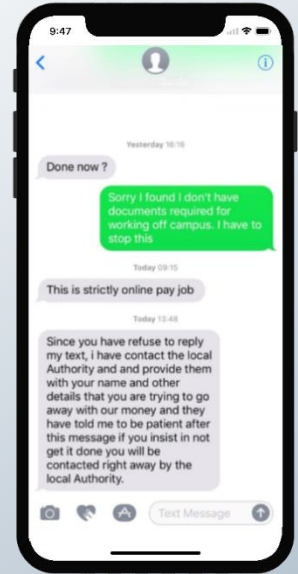 9:47
Yesterday 16:16
Done now ?
Sorry I found I don't have
documents required for
working off campus. I have to
stop this
Today 09:15
This is strictly online pay job
Today 13:48
Since you have refuse to reply
my text, i have contact the local
Authority and and provide them
with your name and other
details that you are trying to go
away with our money and they
have told me to be patient after
this message if you insist in not
get it done you will be
contacted right away by the
local Authority.
Text Message